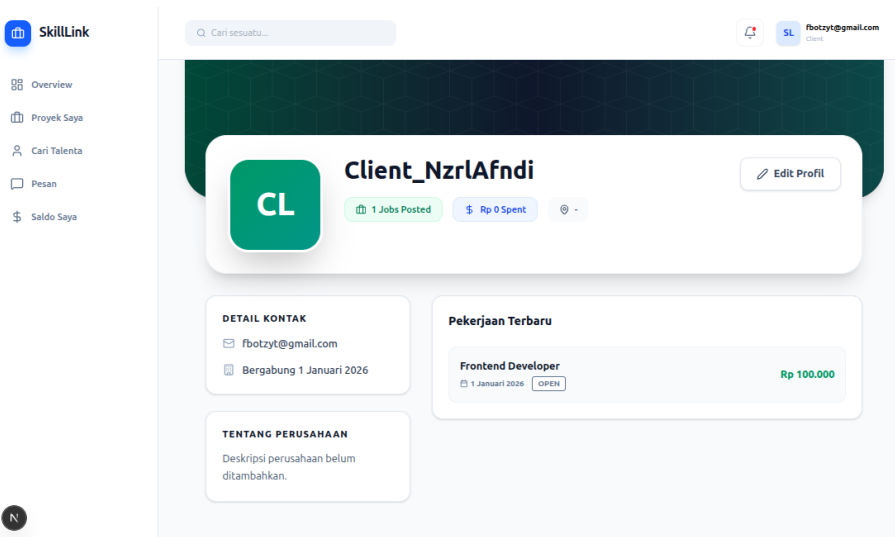 SkillLink
Cari sesuatu...
SL
fbotzyt@gmail.com
Client
Overview
Proyek Saya
Cari Talenta
Pesan
Saldo Saya
CL
Client_NzrlAfndi
Edit Profil
1 Jobs Posted
$ Rp 0 Spent
-
DETAIL KONTAK
fbotzyt@gmail.com
Bergabung 1 Januari 2026
TENTANG PERUSAHAAN
Deskripsi perusahaan belum
ditambahkan.
Pekerjaan Terbaru
Frontend Developer
Rp 100.000
1 Januari 2026 OPEN
N